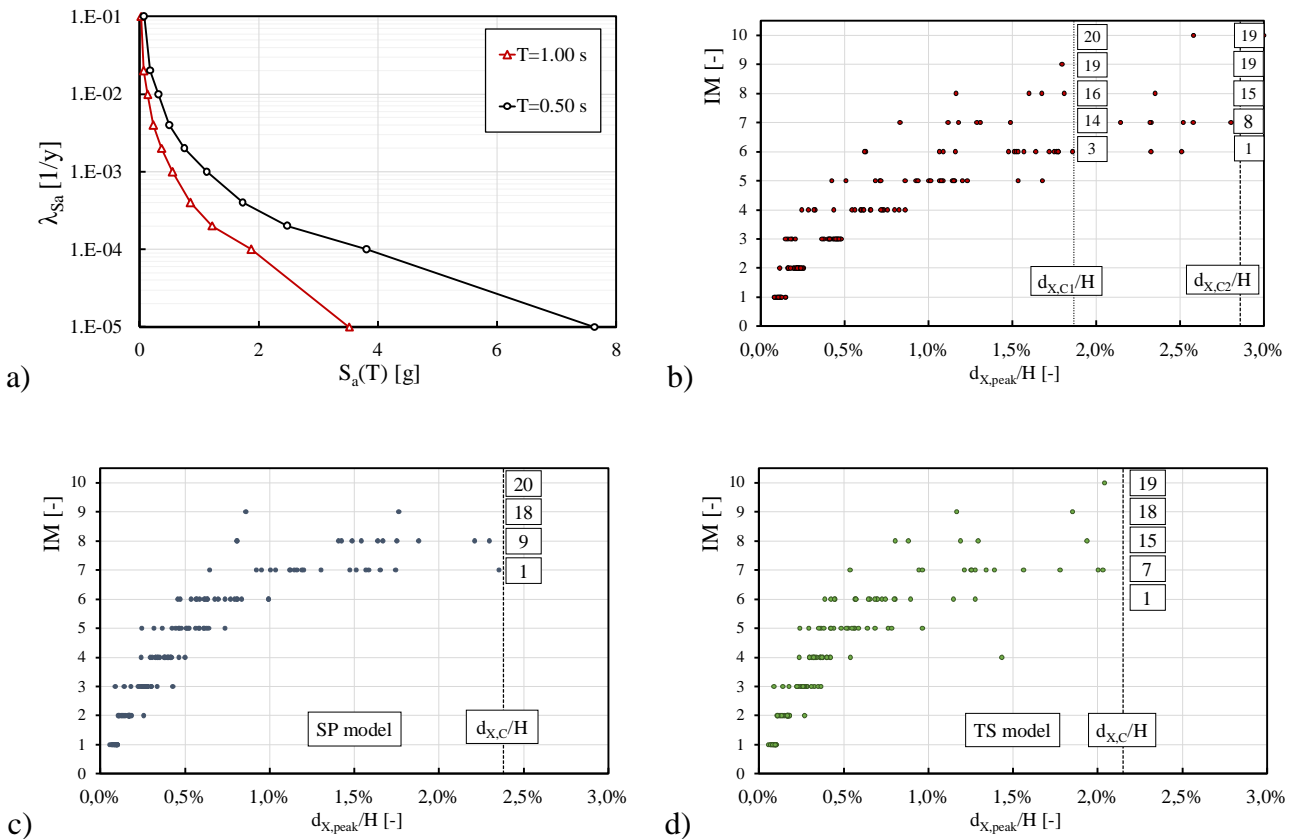 1.E-01
1.E-02
1.E-03
1.E-04
1.E-05
λSa [1/y]
T=1.00 s
T=0.50 s
0 2 4 6 8
Sa(T) [g]
a)
10
9
8
7
6
5
4
3
2
1
0
IM [-]
20 19
19 19
16 15
14 8
3 1
dX,C1/H dX,C2/H
0,0% 0,5% 1,0% 1,5% 2,0% 2,5% 3,0%
dX,peak/H [-]
b)
10
9
8
7
6
5
4
3
2
1
0
IM [-]
20
18
9
1
SP model dX,C/H
0,0% 0,5% 1,0% 1,5% 2,0% 2,5% 3,0%
dX,peak/H [-]
c)
10
9
8
7
6
5
4
3
2
1
0
IM [-]
19
18
15
7
1
TS model dX,C/H
0,0% 0,5% 1,0% 1,5% 2,0% 2,5% 3,0%
dX,peak/H [-]
d)